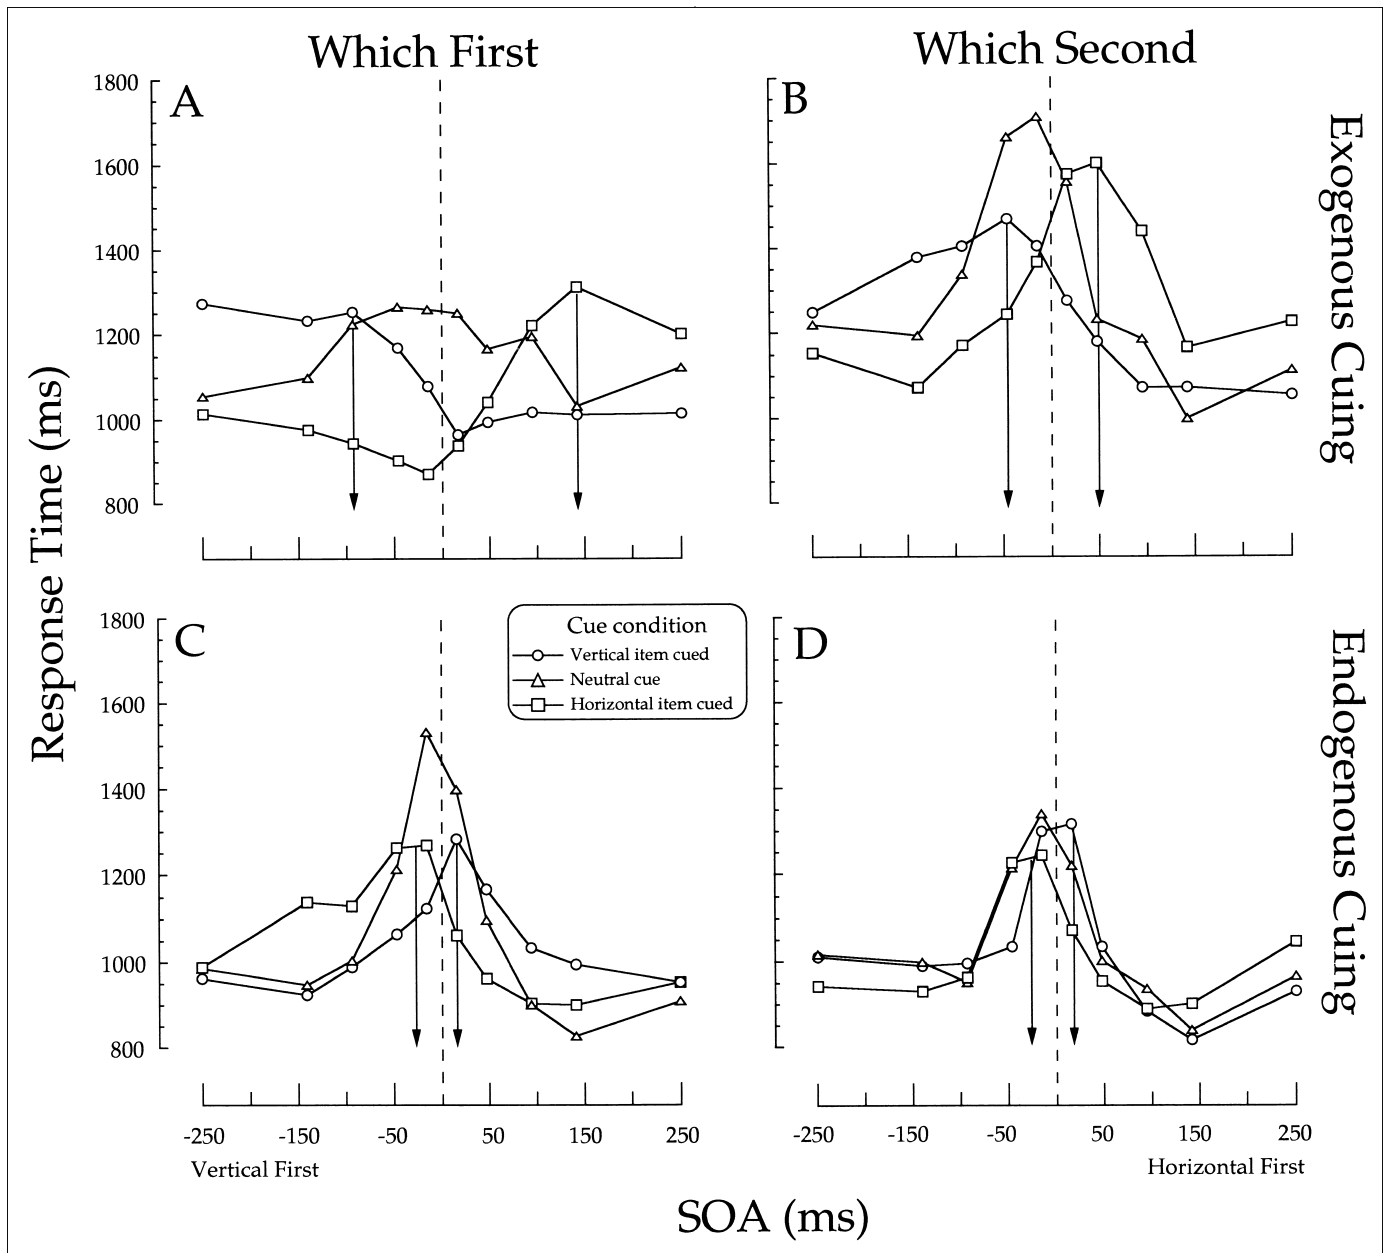 Which First
Which Second
A
B
Exogenous Cuing
1800
1600
1400
1200
1000
800
Response Time (ms)
C
D
Endogenous Cuing
Cue condition
Vertical item cued
Neutral cue
Horizontal item cued
1800
1600
1400
1200
1000
800
-250 -150 -50 50 150 250
-250 -150 -50 50 150 250
Vertical First
Horizontal First
SOA (ms)